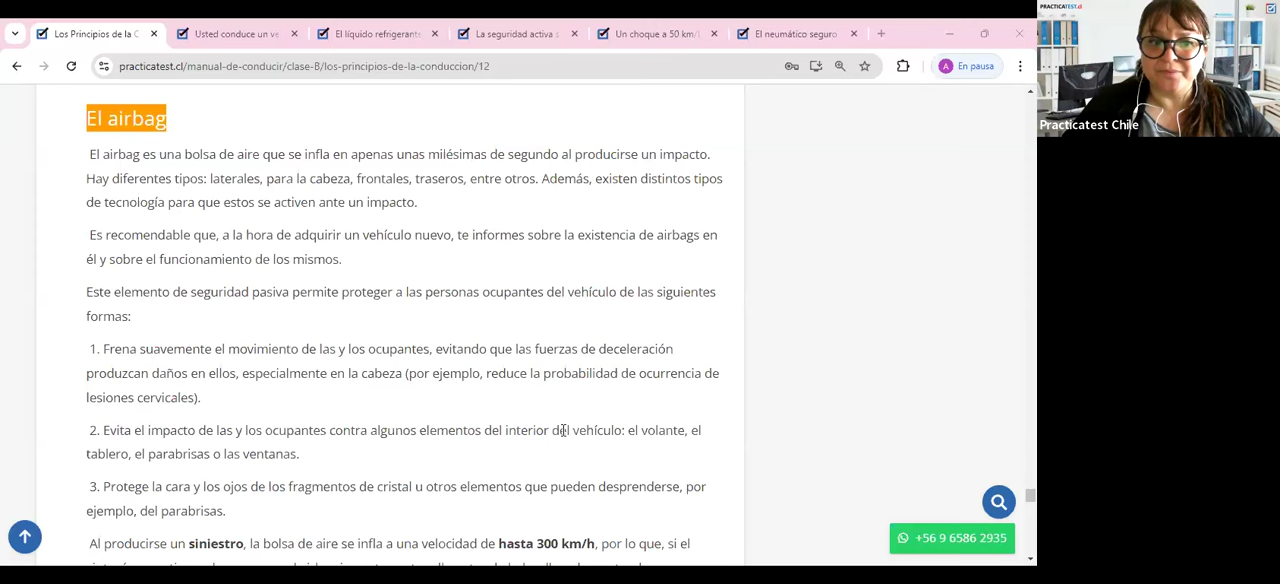 Los Principios de la C
Usted conduce un ve
El líquido refrigerante
La seguridad activa s
Un choque a 50 km/
El neumático seguro
practicatest.cl/manual-de-conducir/clase-B/los-principios-de-la-conduccion/12
A
En pausa
PRACTICATEST.cl
Practicatest Chile
El airbag
El airbag es una bolsa de aire que se infla en apenas unas milésimas de segundo al producirse un impacto.
Hay diferentes tipos: laterales, para la cabeza, frontales, traseros, entre otros. Además, existen distintos tipos
de tecnología para que estos se activen ante un impacto.
Es recomendable que, a la hora de adquirir un vehículo nuevo, te informes sobre la existencia de airbags en
él y sobre el funcionamiento de los mismos.
Este elemento de seguridad pasiva permite proteger a las personas ocupantes del vehículo de las siguientes
formas:
1. Frena suavemente el movimiento de las y los ocupantes, evitando que las fuerzas de deceleración
produzcan daños en ellos, especialmente en la cabeza (por ejemplo, reduce la probabilidad de ocurrencia de
lesiones cervicales).
2. Evita el impacto de las y los ocupantes contra algunos elementos del interior del vehículo: el volante, el
tablero, el parabrisas o las ventanas.
3. Protege la cara y los ojos de los fragmentos de cristal u otros elementos que pueden desprenderse, por
ejemplo, del parabrisas.
Al producirse un siniestro, la bolsa de aire se infla a una velocidad de hasta 300 km/h, por lo que, si el
+56 9 6586 2935